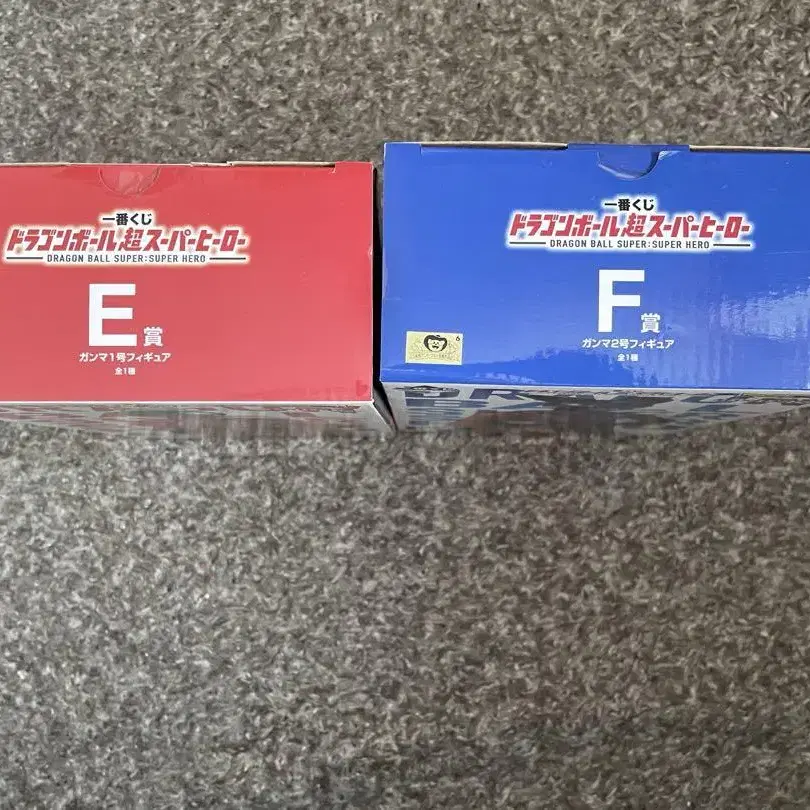 一番くじ
ドラゴンボール超スーパーヒーロー
DRAGON BALL SUPER:SUPER HERO
E賞
ガンマ1号フィギュア
全1種
一番くじ
ドラゴンボール超スーパーヒーロー
DRAGON BALL SUPER:SUPER HERO
F賞
ガンマ2号フィギュア
全1種
6